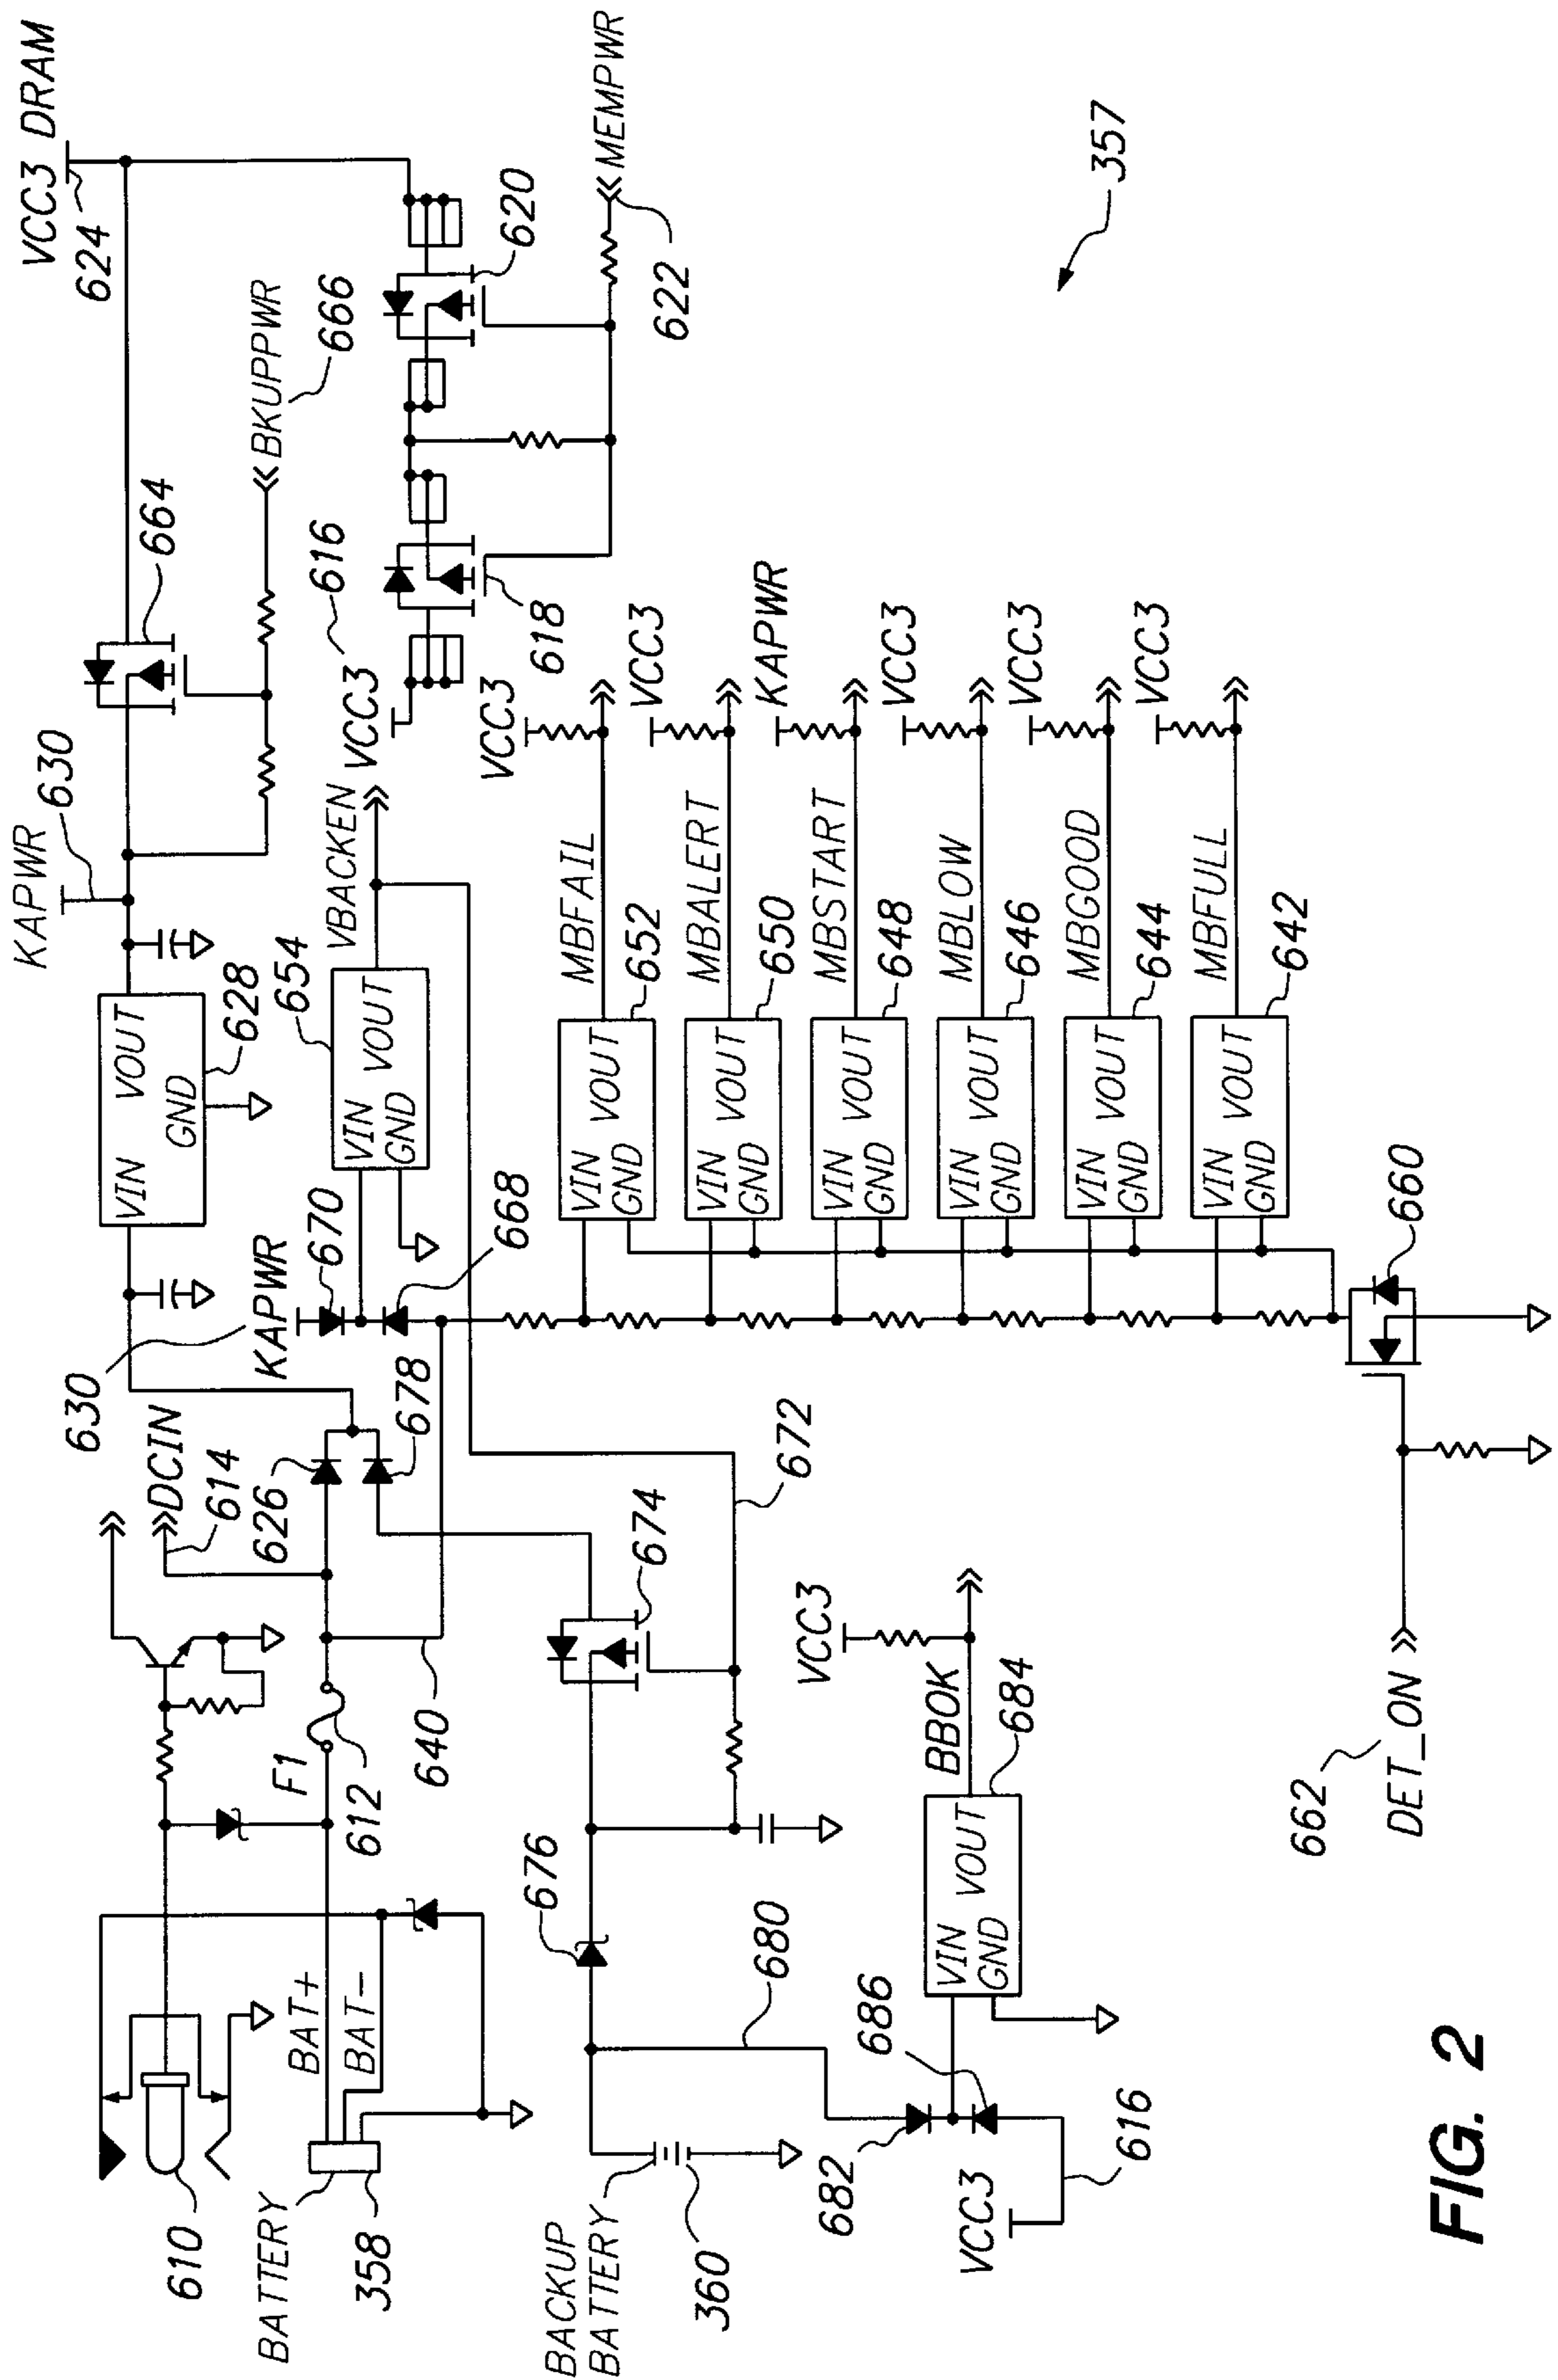 VCC3 DRAM
624
KAPWR
630
664
BKUPPWR
666
VIN VOUT
GND
628
630
KAPWR
670
668
654
VIN VOUT
GND
VBACKEN
VCC3
616
618
620
MEMPWR
622
357
DCIN
614
626
678
610
BATTERY
358
BAT+
BAT−
F1
612
640
672
674
676
680
BACKUP
BATTERY
360
682
686
VCC3
616
VIN VOUT
GND
684
BBOK
VCC3
VIN VOUT
GND
652
MBFAIL
VCC3
VIN VOUT
GND
650
MBALERT
VCC3
VIN VOUT
GND
648
MBSTART
KAPWR
VIN VOUT
GND
646
MBLOW
VCC3
VIN VOUT
GND
644
MBGOOD
VCC3
VIN VOUT
GND
642
MBFULL
VCC3
660
662
DET_ON
FIG. 2